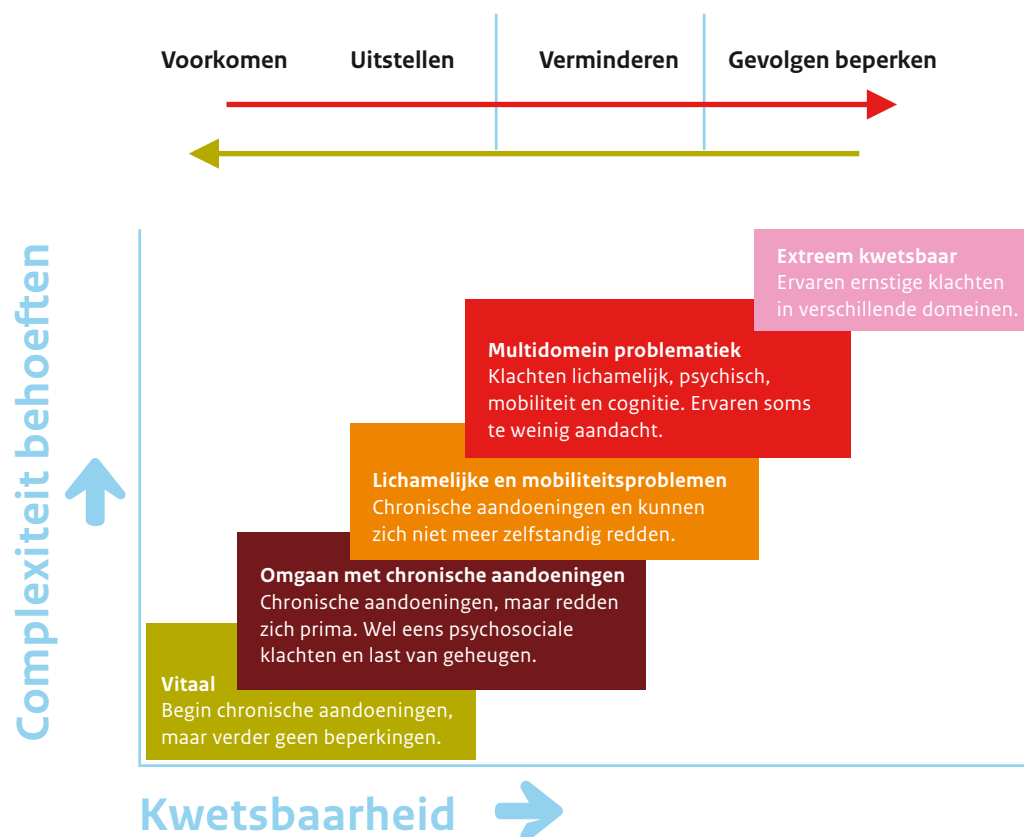 Voorkomen Uitstellen Verminderen Gevolgen beperken
Complexiteit behoeften
Extreem kwetsbaar
Ervaren ernstige klachten
in verschillende domeinen.
Multidomein problematiek
Klachten lichamelijk, psychisch,
mobiliteit en cognitie. Ervaren soms
te weinig aandacht.
Lichamelijke en mobiliteitsproblemen
Chronische aandoeningen en kunnen
zich niet meer zelfstandig redden.
Omgaan met chronische aandoeningen
Chronische aandoeningen, maar redden
zich prima. Wel eens psychosociale
klachten en last van geheugen.
Vitaal
Begin chronische aandoeningen,
maar verder geen beperkingen.
Kwetsbaarheid